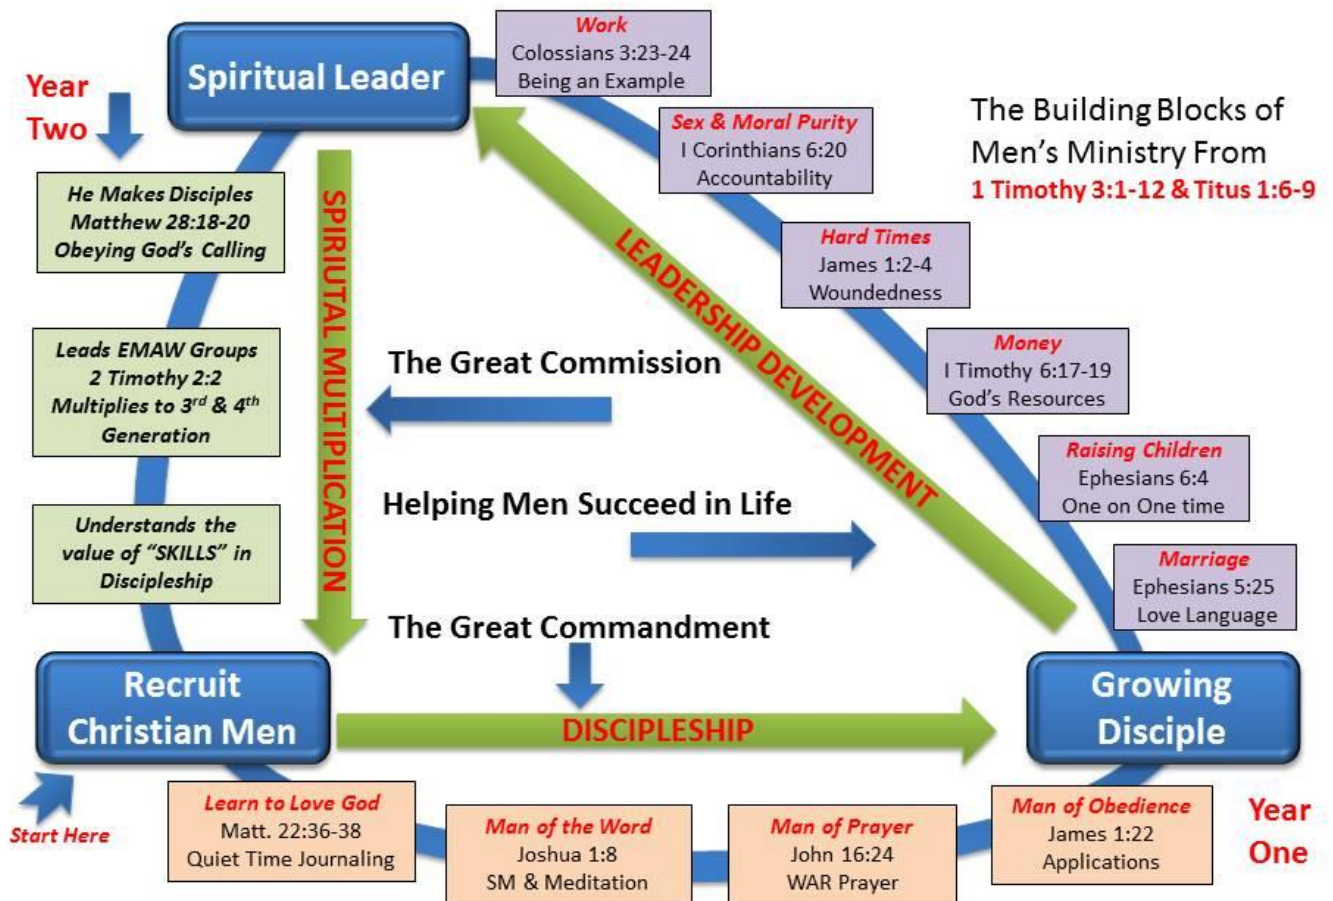 Work
Colossians 3:23-24
Being an Example
Spiritual Leader
Year
Two
The Building Blocks of
Men's Ministry From
1 Timothy 3:1-12 & Titus 1:6-9
Sex & Moral Purity
I Corinthians 6:20
Accountability
He Makes Disciples
Matthew 28:18-20
Obeying God's Calling
Hard Times
James 1:2-4
Woundedness
SPIRIUTAL MULTIPLICATION
LEADERSHIP DEVELOPMENT
Leads EMAW Groups
2 Timothy 2:2
Multiplies to 3rd & 4th
Generation
The Great Commission
Money
I Timothy 6:17-19
God's Resources
Raising Children
Ephesians 6:4
One on One time
Helping Men Succeed in Life
Understands the
value of "SKILLS" in
Discipleship
Marriage
Ephesians 5:25
Love Language
The Great Commandment
Recruit
Christian Men
DISCIPLESHIP
Growing
Disciple
Start Here
Learn to Love God
Matt. 22:36-38
Quiet Time Journaling
Man of the Word
Joshua 1:8
SM & Meditation
Man of Prayer
John 16:24
WAR Prayer
Man of Obedience
James 1:22
Applications
Year
One